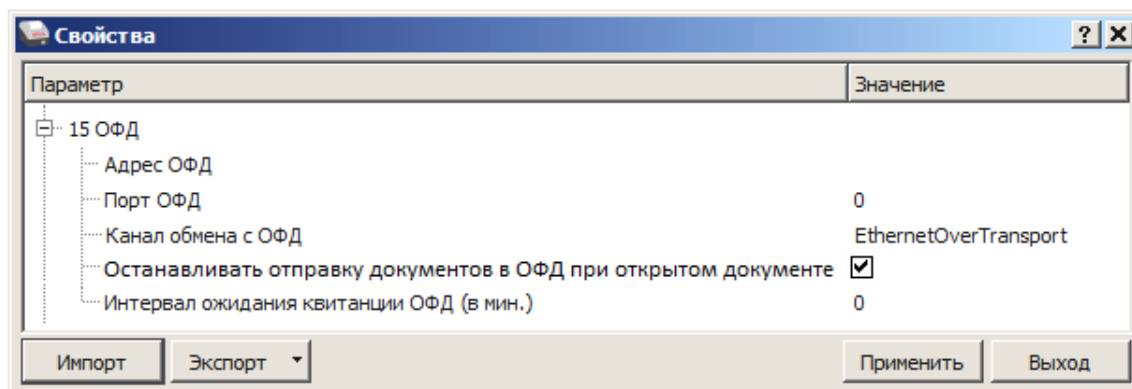 Свойства
Параметр Значение
15 ОФД
Адрес ОФД
Порт ОФД 0
Канал обмена с ОФД EthernetOverTransport
Останавливать отправку документов в ОФД при открытом документе
Интервал ожидания квитанции ОФД (в мин.) 0
Импорт Экспорт Применить Выход